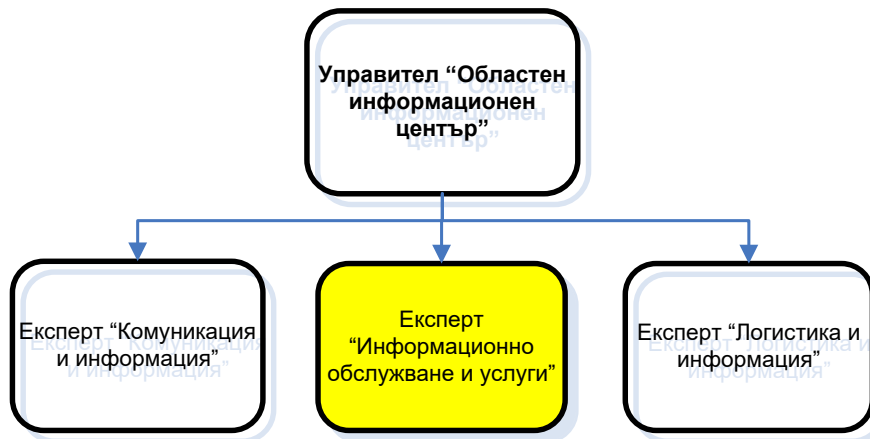 Управител “Областен
информационен
център”
Експерт “Комуникация
и информация”
Експерт
“Информационно
обслужване и услуги”
Експерт “Логистика и
информация”